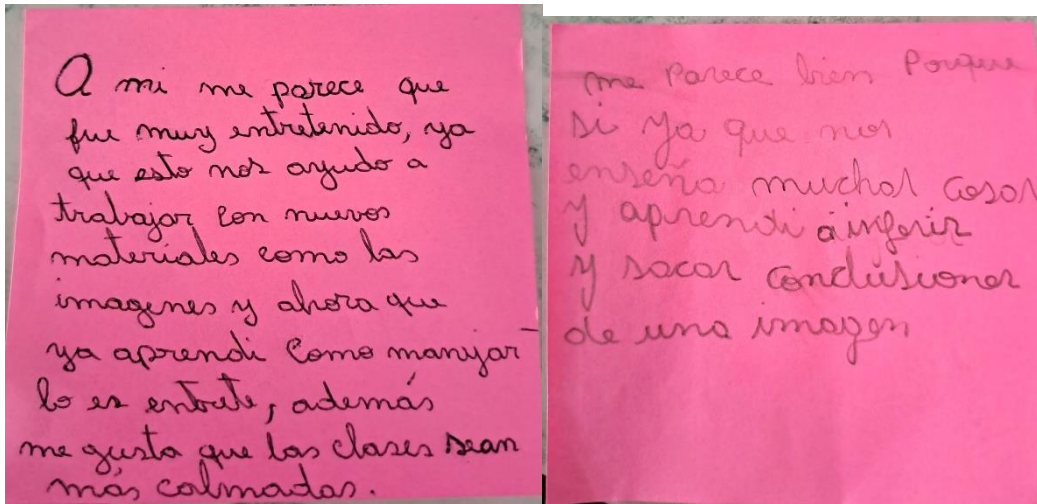 A mi me parece que
fue muy entretenido, ya
que esto nos ayudo a
trabajar con nuevos
materiales como las
imagenes y ahora que
ya aprendi como manyar
lo es entrete, además
me gusta que las clases sean
más calmadas.
me Parece bien Porque
si ya que nos
enseña muchas cosas
y aprendi a inferir
y sacar conclusiones
de una imagen